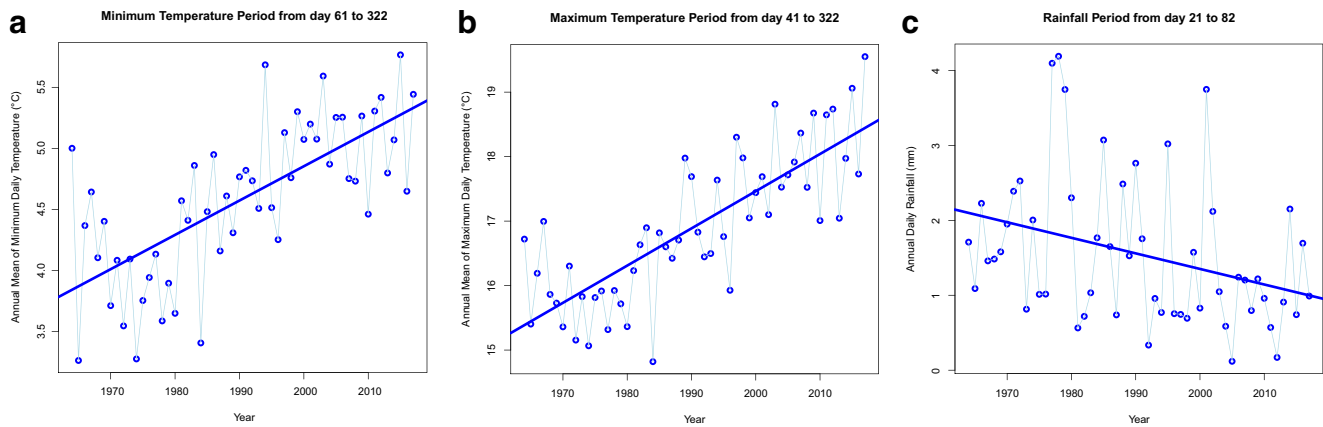 a
Minimum Temperature Period from day 61 to 322
Annual Mean of Minimum Daily Temperature (°C)
5.5
5.0
4.5
4.0
3.5
1970 1980 1990 2000 2010
Year
b
Maximum Temperature Period from day 41 to 322
Annual Mean of Maximum Daily Temperature (°C)
19
18
17
16
15
1970 1980 1990 2000 2010
Year
c
Rainfall Period from day 21 to 82
Annual Daily Rainfall (mm)
4
3
2
1
0
1970 1980 1990 2000 2010
Year